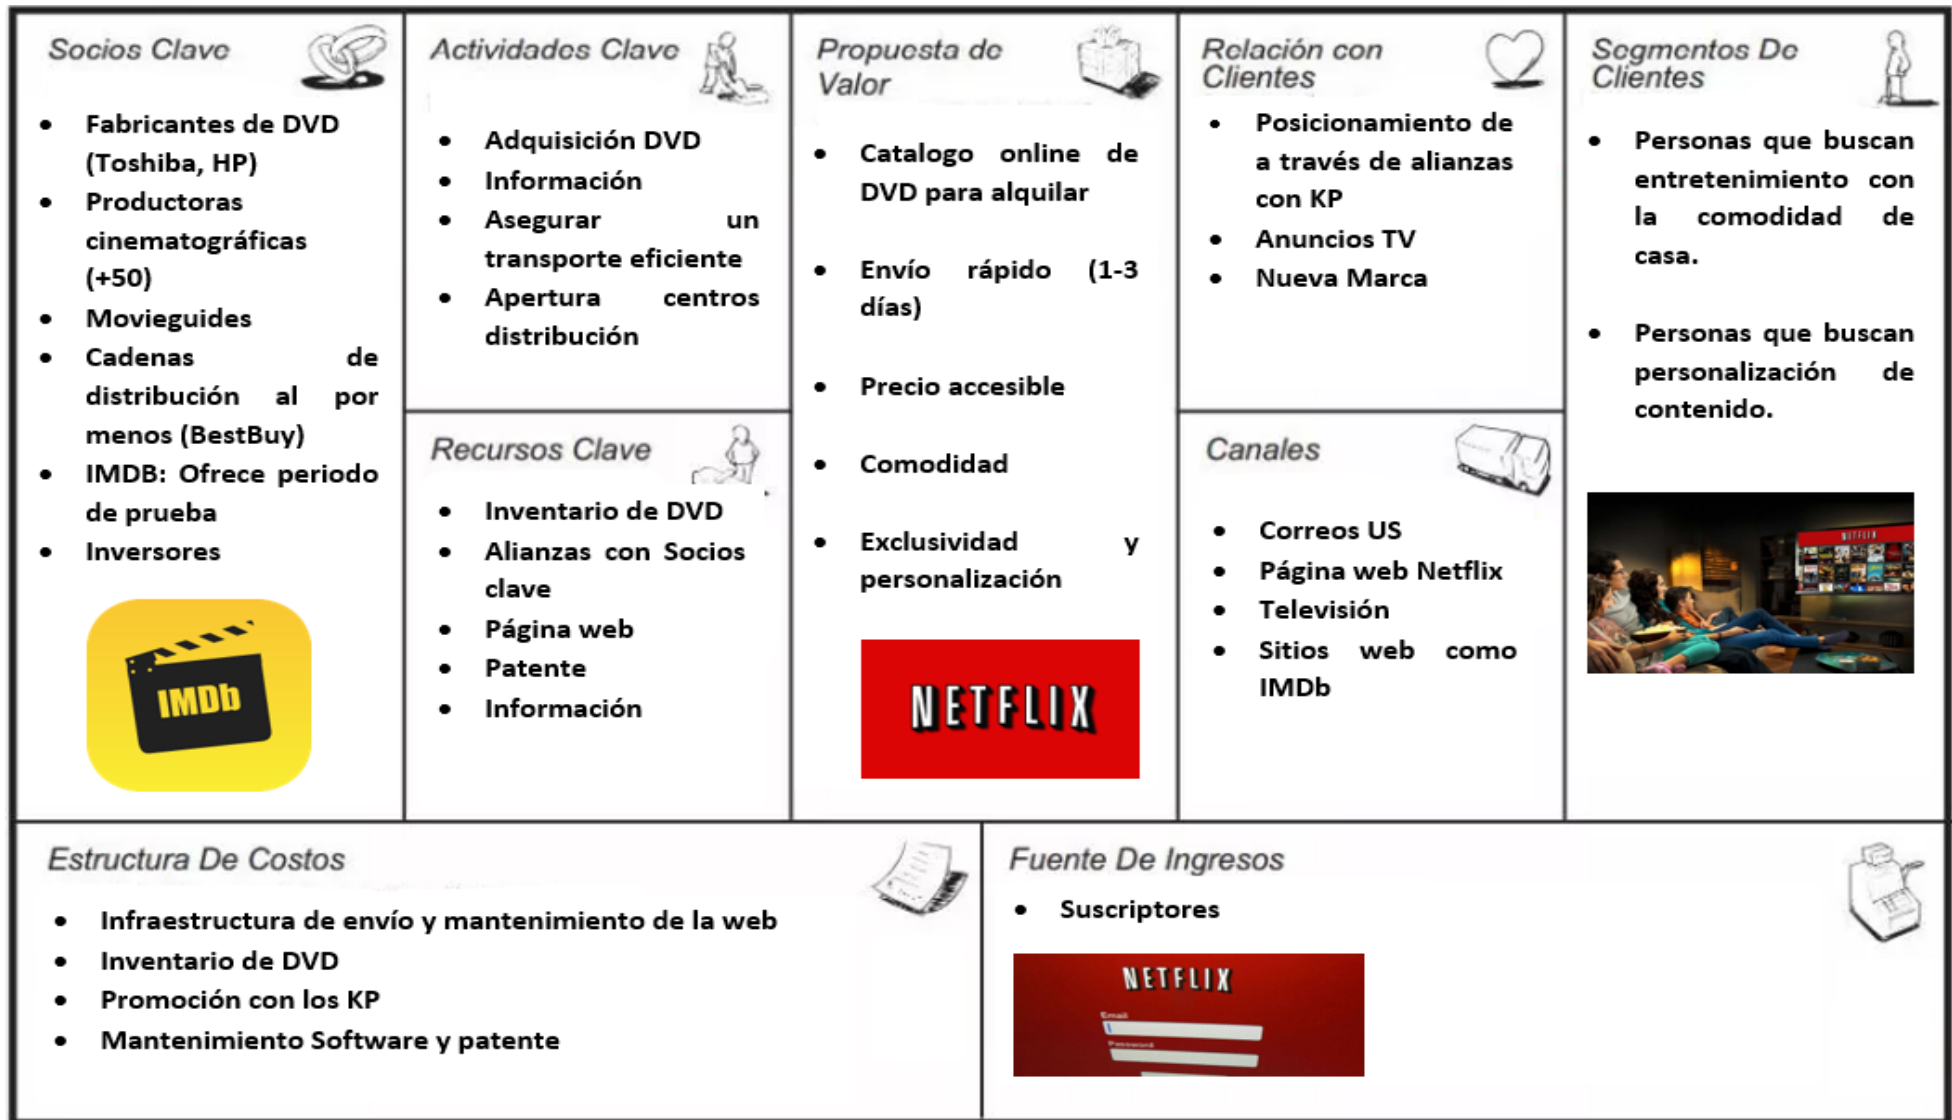 Socios Clave
• Fabricantes de DVD
(Toshiba, HP)
• Productoras
cinematográficas
(+50)
• Movieguides
• Cadenas de
distribución al por
menos (BestBuy)
• IMDB: Ofrece periodo
de prueba
• Inversores
IMDb
Actividades Clave
• Adquisición DVD
• Información
• Asegurar un
transporte eficiente
• Apertura centros
distribución
Recursos Clave
• Inventario de DVD
• Alianzas con Socios
clave
• Página web
• Patente
• Información
Propuesta de
Valor
• Catalogo online de
DVD para alquilar
• Envío rápido (1-3
días)
• Precio accesible
• Comodidad
• Exclusividad y
personalización
NETFLIX
Relación con
Clientes
• Posicionamiento de
a través de alianzas
con KP
• Anuncios TV
• Nueva Marca
Canales
• Correos US
• Página web Netflix
• Televisión
• Sitios web como
IMDb
Segmentos De
Clientes
• Personas que buscan
entretenimiento con
la comodidad de
casa.
• Personas que buscan
personalización de
contenido.
NETFLIX
Estructura De Costos
• Infraestructura de envío y mantenimiento de la web
• Inventario de DVD
• Promoción con los KP
• Mantenimiento Software y patente
Fuente De Ingresos
• Suscriptores
NETFLIX
Email
Password